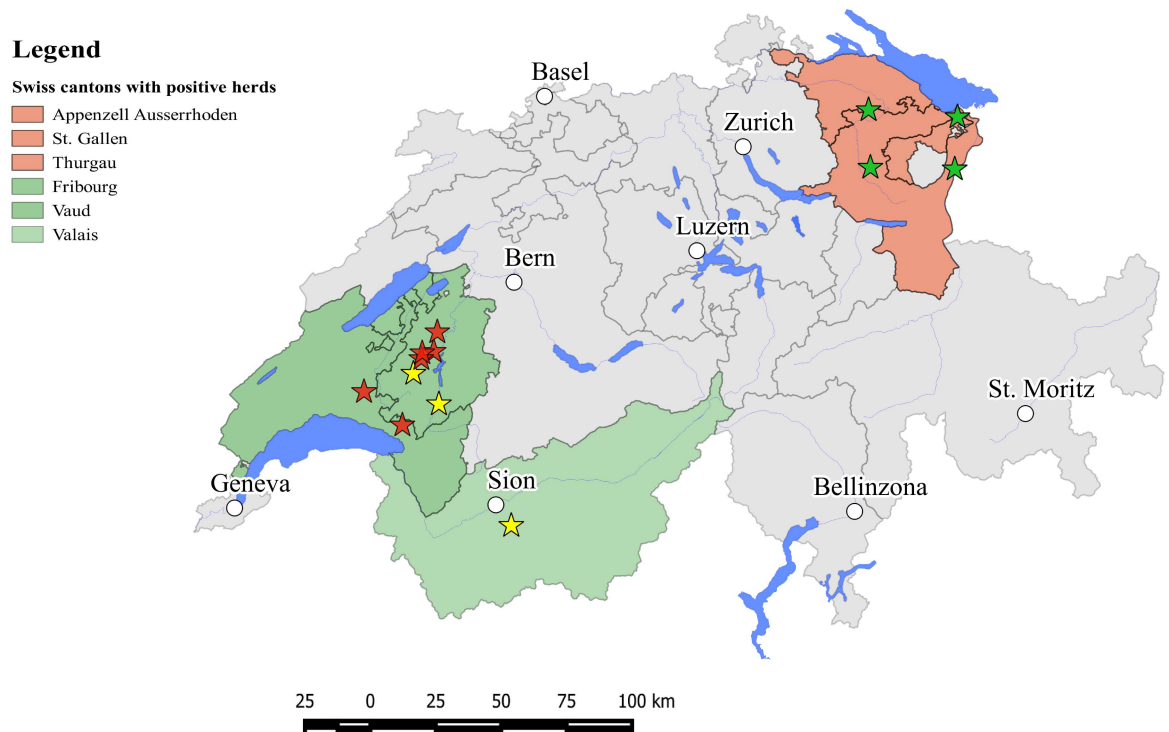 Legend
Swiss cantons with positive herds
Appenzell Ausserrhoden
St. Gallen
Thurgau
Fribourg
Vaud
Valais
Basel
Zurich
Luzern
Bern
St. Moritz
Sion
Geneva
Bellinzona
25 0 25 50 75 100 km